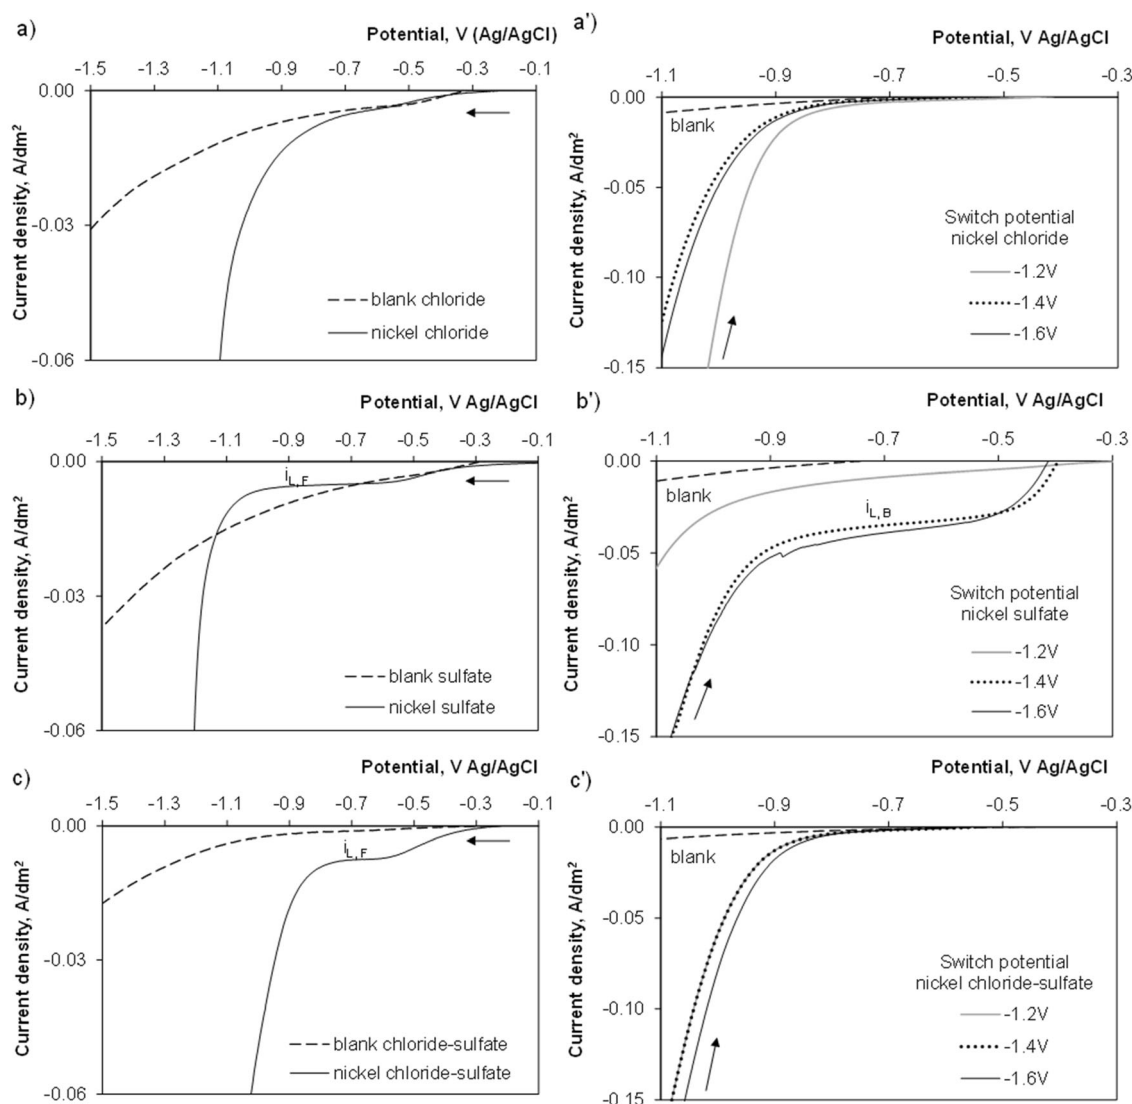 a)
Potential, V (Ag/AgCl)
-1.5 -1.3 -1.1 -0.9 -0.7 -0.5 -0.3 -0.1
0.00
-0.03
-0.06
Current density, A/dm²
blank chloride
nickel chloride
a')
Potential, V Ag/AgCl
-1.1 -0.9 -0.7 -0.5 -0.3
0.00
-0.05
-0.10
-0.15
Current density, A/dm²
blank
Switch potential
nickel chloride
-1.2V
-1.4V
-1.6V
b)
Potential, V Ag/AgCl
-1.5 -1.3 -1.1 -0.9 -0.7 -0.5 -0.3 -0.1
0.00
-0.03
-0.06
Current density, A/dm²
iL,F
blank sulfate
nickel sulfate
b')
Potential, V Ag/AgCl
-1.1 -0.9 -0.7 -0.5 -0.3
0.00
-0.05
-0.10
-0.15
Current density, A/dm²
blank
iL,B
Switch potential
nickel sulfate
-1.2V
-1.4V
-1.6V
c)
Potential, V Ag/AgCl
-1.5 -1.3 -1.1 -0.9 -0.7 -0.5 -0.3 -0.1
0.00
-0.03
-0.06
Current density, A/dm²
iL,F
blank chloride-sulfate
nickel chloride-sulfate
c')
Potential, V Ag/AgCl
-1.1 -0.9 -0.7 -0.5 -0.3
0.00
-0.05
-0.10
-0.15
Current density, A/dm²
blank
Switch potential
nickel chloride-sulfate
-1.2V
-1.4V
-1.6V